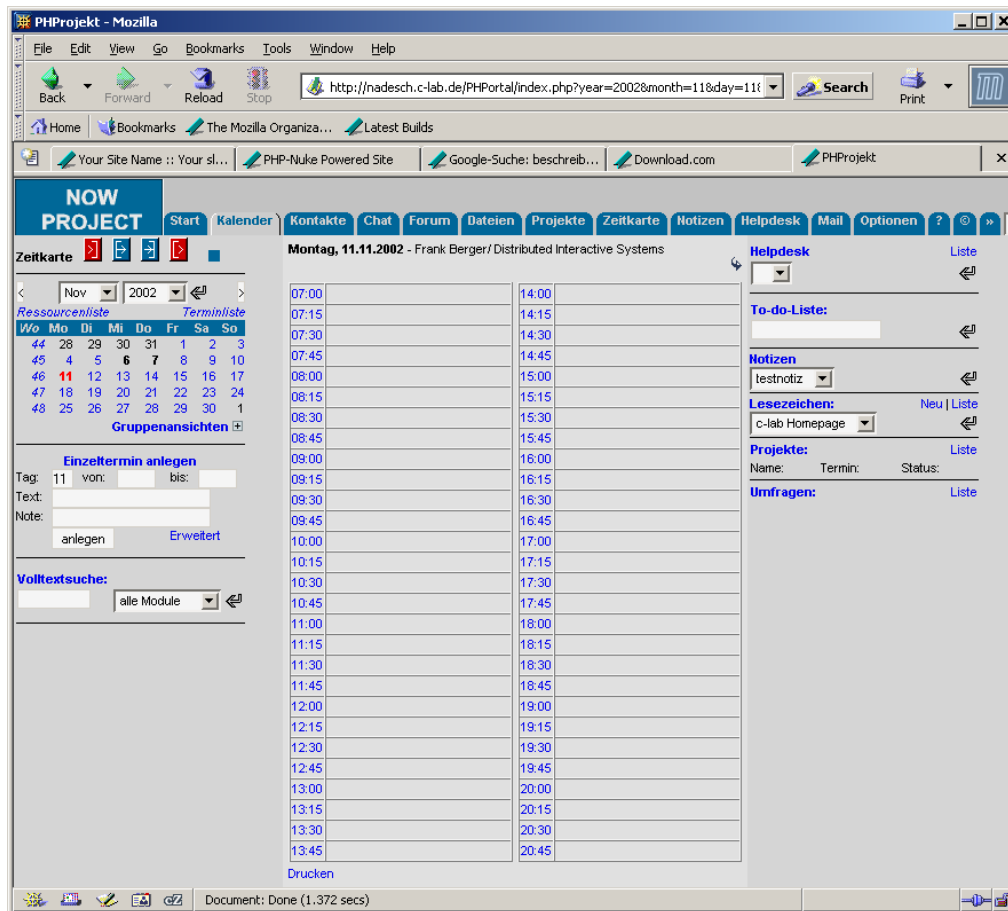 PHProjekt - Mozilla
File Edit View Go Bookmarks Tools Window Help
Back Forward Reload Stop http://nadesch.c-lab.de/PHPortal/index.php?year=2002&month=11&day=11& Search Print
Home Bookmarks The Mozilla Organiza... Latest Builds
Your Site Name :: Your sl... PHP-Nuke Powered Site Google-Suche: beschreib... Download.com PHProjekt
NOW
PROJECT
Start Kalender Kontakte Chat Forum Dateien Projekte Zeitkarte Notizen Helpdesk Mail Optionen ? © »
Zeitkarte
< Nov 2002 >
Ressourcenliste Terminliste
Wo Mo Di Mi Do Fr Sa So
44 28 29 30 31 1 2 3
45 4 5 6 7 8 9 10
46 11 12 13 14 15 16 17
47 18 19 20 21 22 23 24
48 25 26 27 28 29 30 1
Gruppenansichten
Einzeltermin anlegen
Tag: 11 von: bis:
Text:
Note:
anlegen Erweitert
Volltextsuche:
alle Module
Montag, 11.11.2002 - Frank Berger/ Distributed Interactive Systems
07:00 14:00
07:15 14:15
07:30 14:30
07:45 14:45
08:00 15:00
08:15 15:15
08:30 15:30
08:45 15:45
09:00 16:00
09:15 16:15
09:30 16:30
09:45 16:45
10:00 17:00
10:15 17:15
10:30 17:30
10:45 17:45
11:00 18:00
11:15 18:15
11:30 18:30
11:45 18:45
12:00 19:00
12:15 19:15
12:30 19:30
12:45 19:45
13:00 20:00
13:15 20:15
13:30 20:30
13:45 20:45
Drucken
Helpdesk Liste
To-do-Liste:
Notizen
testnotiz
Lesezeichen: Neu | Liste
c-lab Homepage
Projekte: Liste
Name: Termin: Status:
Umfragen: Liste
Document: Done (1.372 secs)